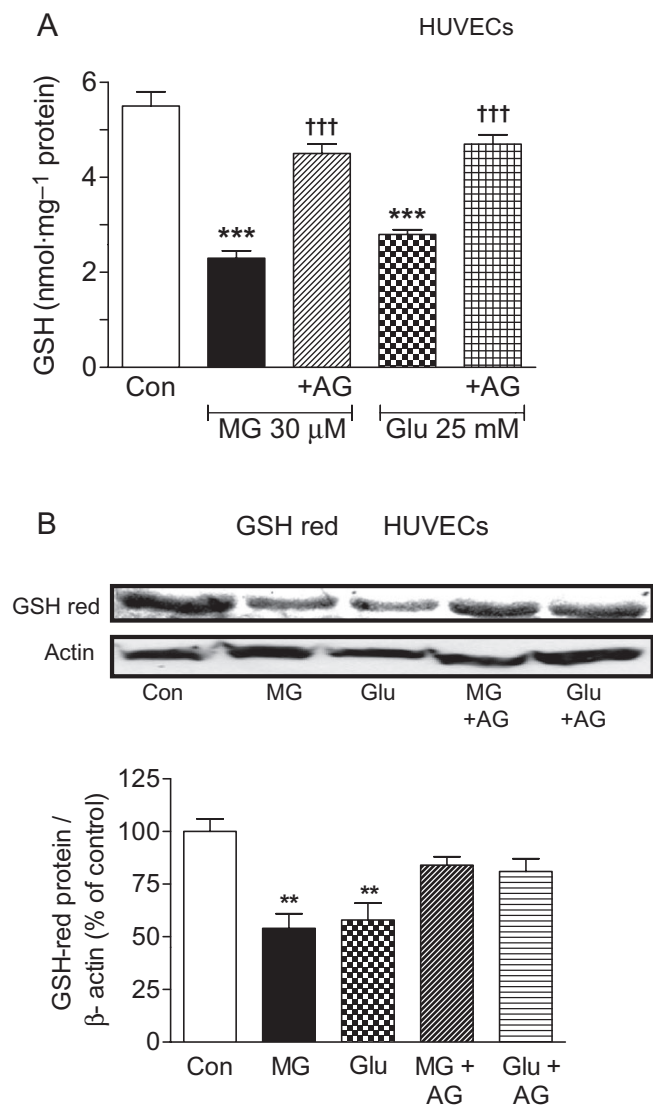 A
HUVECs
GSH (nmol·mg⁻¹ protein)
6
4
2
0
†††
†††
***
***
Con
+AG
+AG
MG 30 μM
Glu 25 mM
B
GSH red HUVECs
GSH red
Actin
Con MG Glu MG +AG Glu +AG
GSH-red protein /
β- actin (% of control)
125
100
75
50
25
0
**
**
Con MG Glu MG + AG Glu + AG